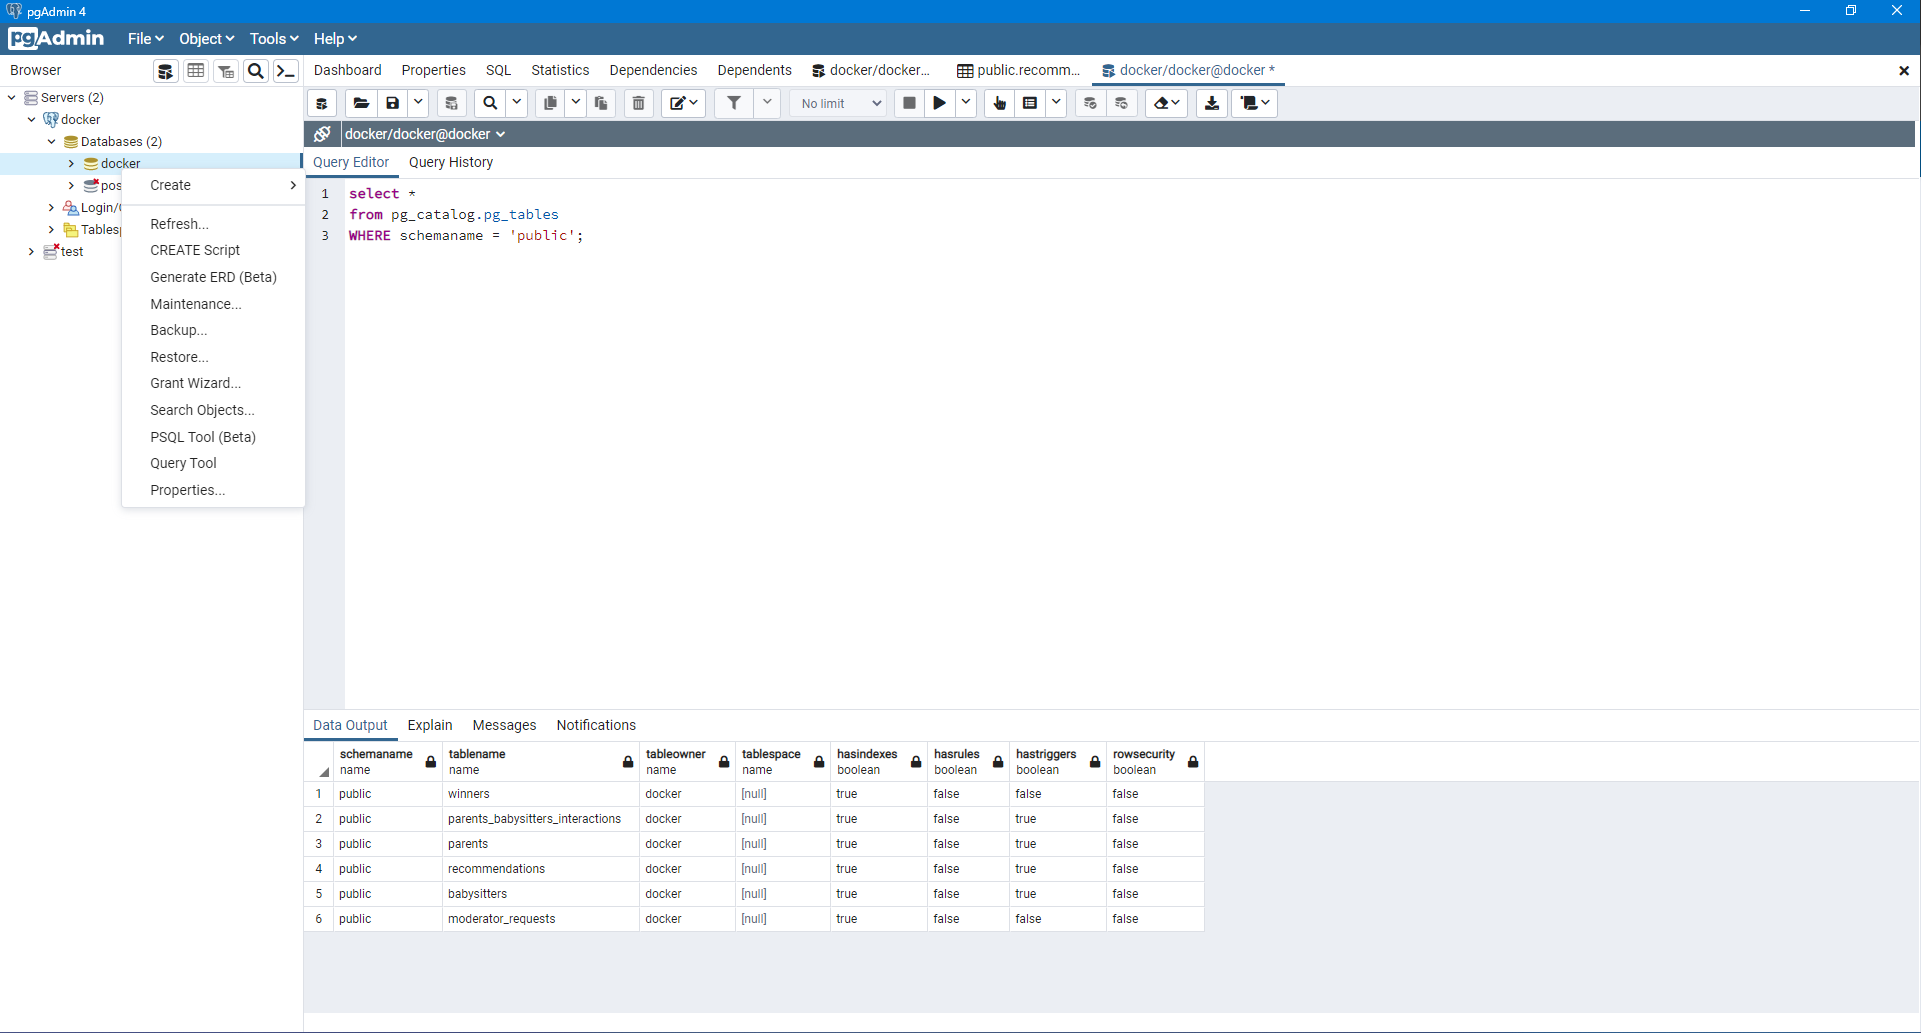 pgAdmin 4
pgAdmin File Object Tools Help
Browser
Dashboard Properties SQL Statistics Dependencies Dependents docker/docker... public.recomm... docker/docker@docker *
No limit
docker/docker@docker
Query Editor Query History
Servers (2)
docker
Databases (2)
docker
pos
Login/
Tables
test
Create
Refresh...
CREATE Script
Generate ERD (Beta)
Maintenance...
Backup...
Restore...
Grant Wizard...
Search Objects...
PSQL Tool (Beta)
Query Tool
Properties...
1 select *
2 from pg_catalog.pg_tables
3 WHERE schemaname = 'public';
Data Output Explain Messages Notifications
schemaname tablename tableowner tablespace hasindexes hasrules hastriggers rowsecurity
name name name name boolean boolean boolean boolean
1 public winners docker [null] true false false false
2 public parents_babysitters_interactions docker [null] true false true false
3 public parents docker [null] true false true false
4 public recommendations docker [null] true false true false
5 public babysitters docker [null] true false true false
6 public moderator_requests docker [null] true false false false